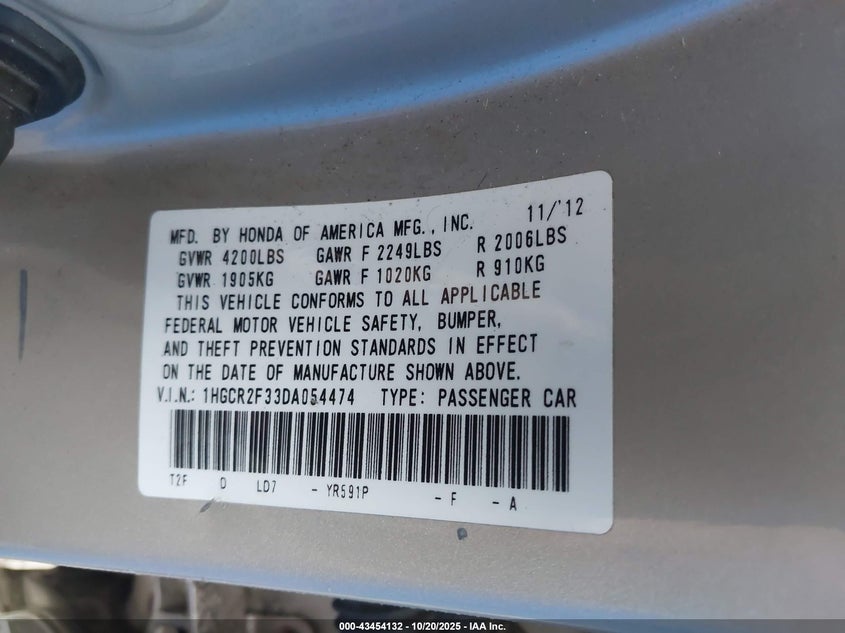 MFD. BY HONDA OF AMERICA MFG., INC. 11/'12
GVWR 4200LBS GAWR F 2249LBS R 2006LBS
GVWR 1905KG GAWR F 1020KG R 910KG
THIS VEHICLE CONFORMS TO ALL APPLICABLE
FEDERAL MOTOR VEHICLE SAFETY, BUMPER,
AND THEFT PREVENTION STANDARDS IN EFFECT
ON THE DATE OF MANUFACTURE SHOWN ABOVE.
V.I.N.: 1HGCR2F33DA054474 TYPE: PASSENGER CAR
T2F D LD7 - YR591P - F - A
000-43454132 - 10/20/2025 - IAA Inc.